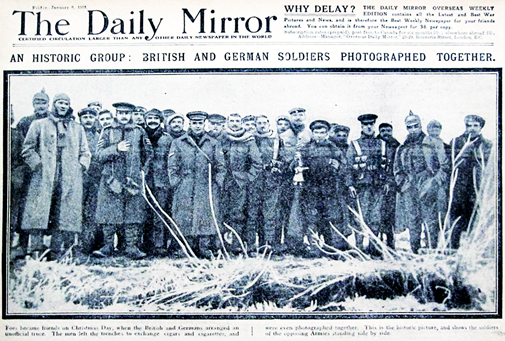 Friday, January 8, 1915
The Daily Mirror
CERTIFIED CIRCULATION LARGER THAN ANY OTHER DAILY NEWSPAPER IN THE WORLD
WHY DELAY? THE DAILY MIRROR OVERSEAS WEEKLY
EDITION contains all the Latest and Best War
Pictures and News, and is therefore the Best Weekly Newspaper for your friends
abroad. You can obtain it from your Newsagent for 3d. per copy
AN HISTORIC GROUP: BRITISH AND GERMAN SOLDIERS PHOTOGRAPHED TOGETHER.
Foes became friends on Christmas Day, when the British and Germans arranged an
unofficial truce. The men left the trenches to exchange cigars and cigarettes, and
were even photographed together. This is the historic picture, and shows the soldiers
of the opposing Armies standing side by side.